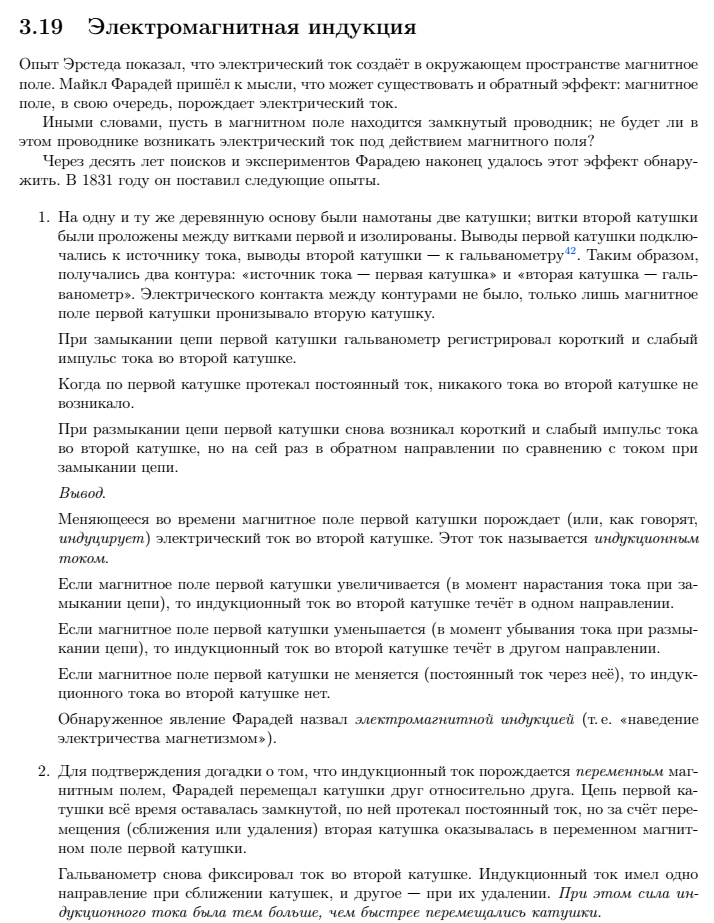 3.19 Электромагнитная индукция
Опыт Эрстеда показал, что электрический ток создаёт в окружающем пространстве магнитное
поле. Майкл Фарадей пришёл к мысли, что может существовать и обратный эффект: магнитное
поле, в свою очередь, порождает электрический ток.
Иными словами, пусть в магнитном поле находится замкнутый проводник; не будет ли в
этом проводнике возникать электрический ток под действием магнитного поля?
Через десять лет поисков и экспериментов Фарадею наконец удалось этот эффект обнару-
жить. В 1831 году он поставил следующие опыты.
1. На одну и ту же деревянную основу были намотаны две катушки; витки второй катушки
были проложены между витками первой и изолированы. Выводы первой катушки подклю-
чались к источнику тока, выводы второй катушки — к гальванометру42. Таким образом,
получались два контура: «источник тока — первая катушка» и «вторая катушка — галь-
ванометр». Электрического контакта между контурами не было, только лишь магнитное
поле первой катушки пронизывало вторую катушку.
При замыкании цепи первой катушки гальванометр регистрировал короткий и слабый
импульс тока во второй катушке.
Когда по первой катушке протекал постоянный ток, никакого тока во второй катушке не
возникало.
При размыкании цепи первой катушки снова возникал короткий и слабый импульс тока
во второй катушке, но на сей раз в обратном направлении по сравнению с током при
замыкании цепи.
Вывод.
Меняющееся во времени магнитное поле первой катушки порождает (или, как говорят,
индуцирует) электрический ток во второй катушке. Этот ток называется индукционным
током.
Если магнитное поле первой катушки увеличивается (в момент нарастания тока при за-
мыкании цепи), то индукционный ток во второй катушке течёт в одном направлении.
Если магнитное поле первой катушки уменьшается (в момент убывания тока при размы-
кании цепи), то индукционный ток во второй катушке течёт в другом направлении.
Если магнитное поле первой катушки не меняется (постоянный ток через неё), то индук-
ционного тока во второй катушке нет.
Обнаруженное явление Фарадей назвал электромагнитной индукцией (т. е. «наведение
электричества магнетизмом»).
2. Для подтверждения догадки о том, что индукционный ток порождается переменным маг-
нитным полем, Фарадей перемещал катушки друг относительно друга. Цепь первой ка-
тушки всё время оставалась замкнутой, по ней протекал постоянный ток, но за счёт пере-
мещения (сближения или удаления) вторая катушка оказывалась в переменном магнит-
ном поле первой катушки.
Гальванометр снова фиксировал ток во второй катушке. Индукционный ток имел одно
направление при сближении катушек, и другое — при их удалении. При этом сила ин-
дукционного тока была тем больше, чем быстрее перемещались катушки.